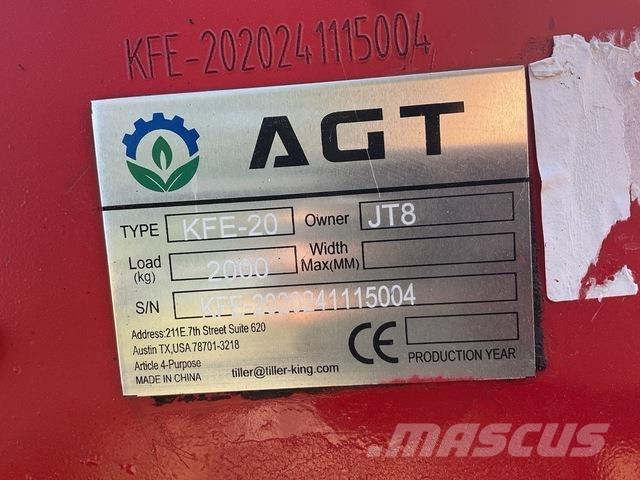 KFE-2020241115004
AGT
TYPE KFE-20 Owner JT8
Load (kg) 2000 Width Max(MM)
S/N KFE-2020241115004
Address:211E.7th Street Suite 620
Austin TX,USA 78701-3218
Article 4-Purpose
MADE IN CHINA
tiller@tiller-king.com
CE
PRODUCTION YEAR
MASCUS